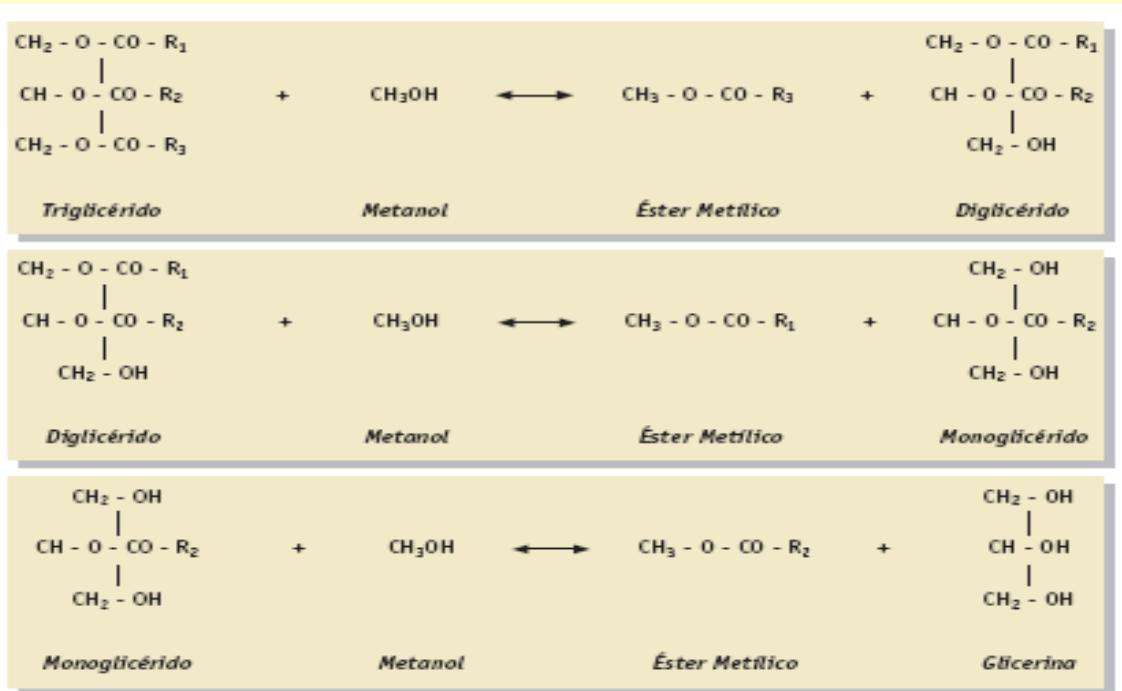 CH₂ - O - CO - R₁ CH₂ - O - CO - R₁
CH - O - CO - R₂ + CH₃OH ↔ CH₃ - O - CO - R₃ + CH - O - CO - R₂
CH₂ - O - CO - R₃ CH₂ - OH
Triglicérido Metanol Éster Metílico Diglicérido
CH₂ - O - CO - R₁ CH₂ - OH
CH - O - CO - R₂ + CH₃OH ↔ CH₃ - O - CO - R₁ + CH - O - CO - R₂
CH₂ - OH CH₂ - OH
Diglicérido Metanol Éster Metílico Monoglicérido
CH₂ - OH CH₂ - OH
CH - O - CO - R₂ + CH₃OH ↔ CH₃ - O - CO - R₂ + CH - OH
CH₂ - OH CH₂ - OH
Monoglicérido Metanol Éster Metílico Glicerina